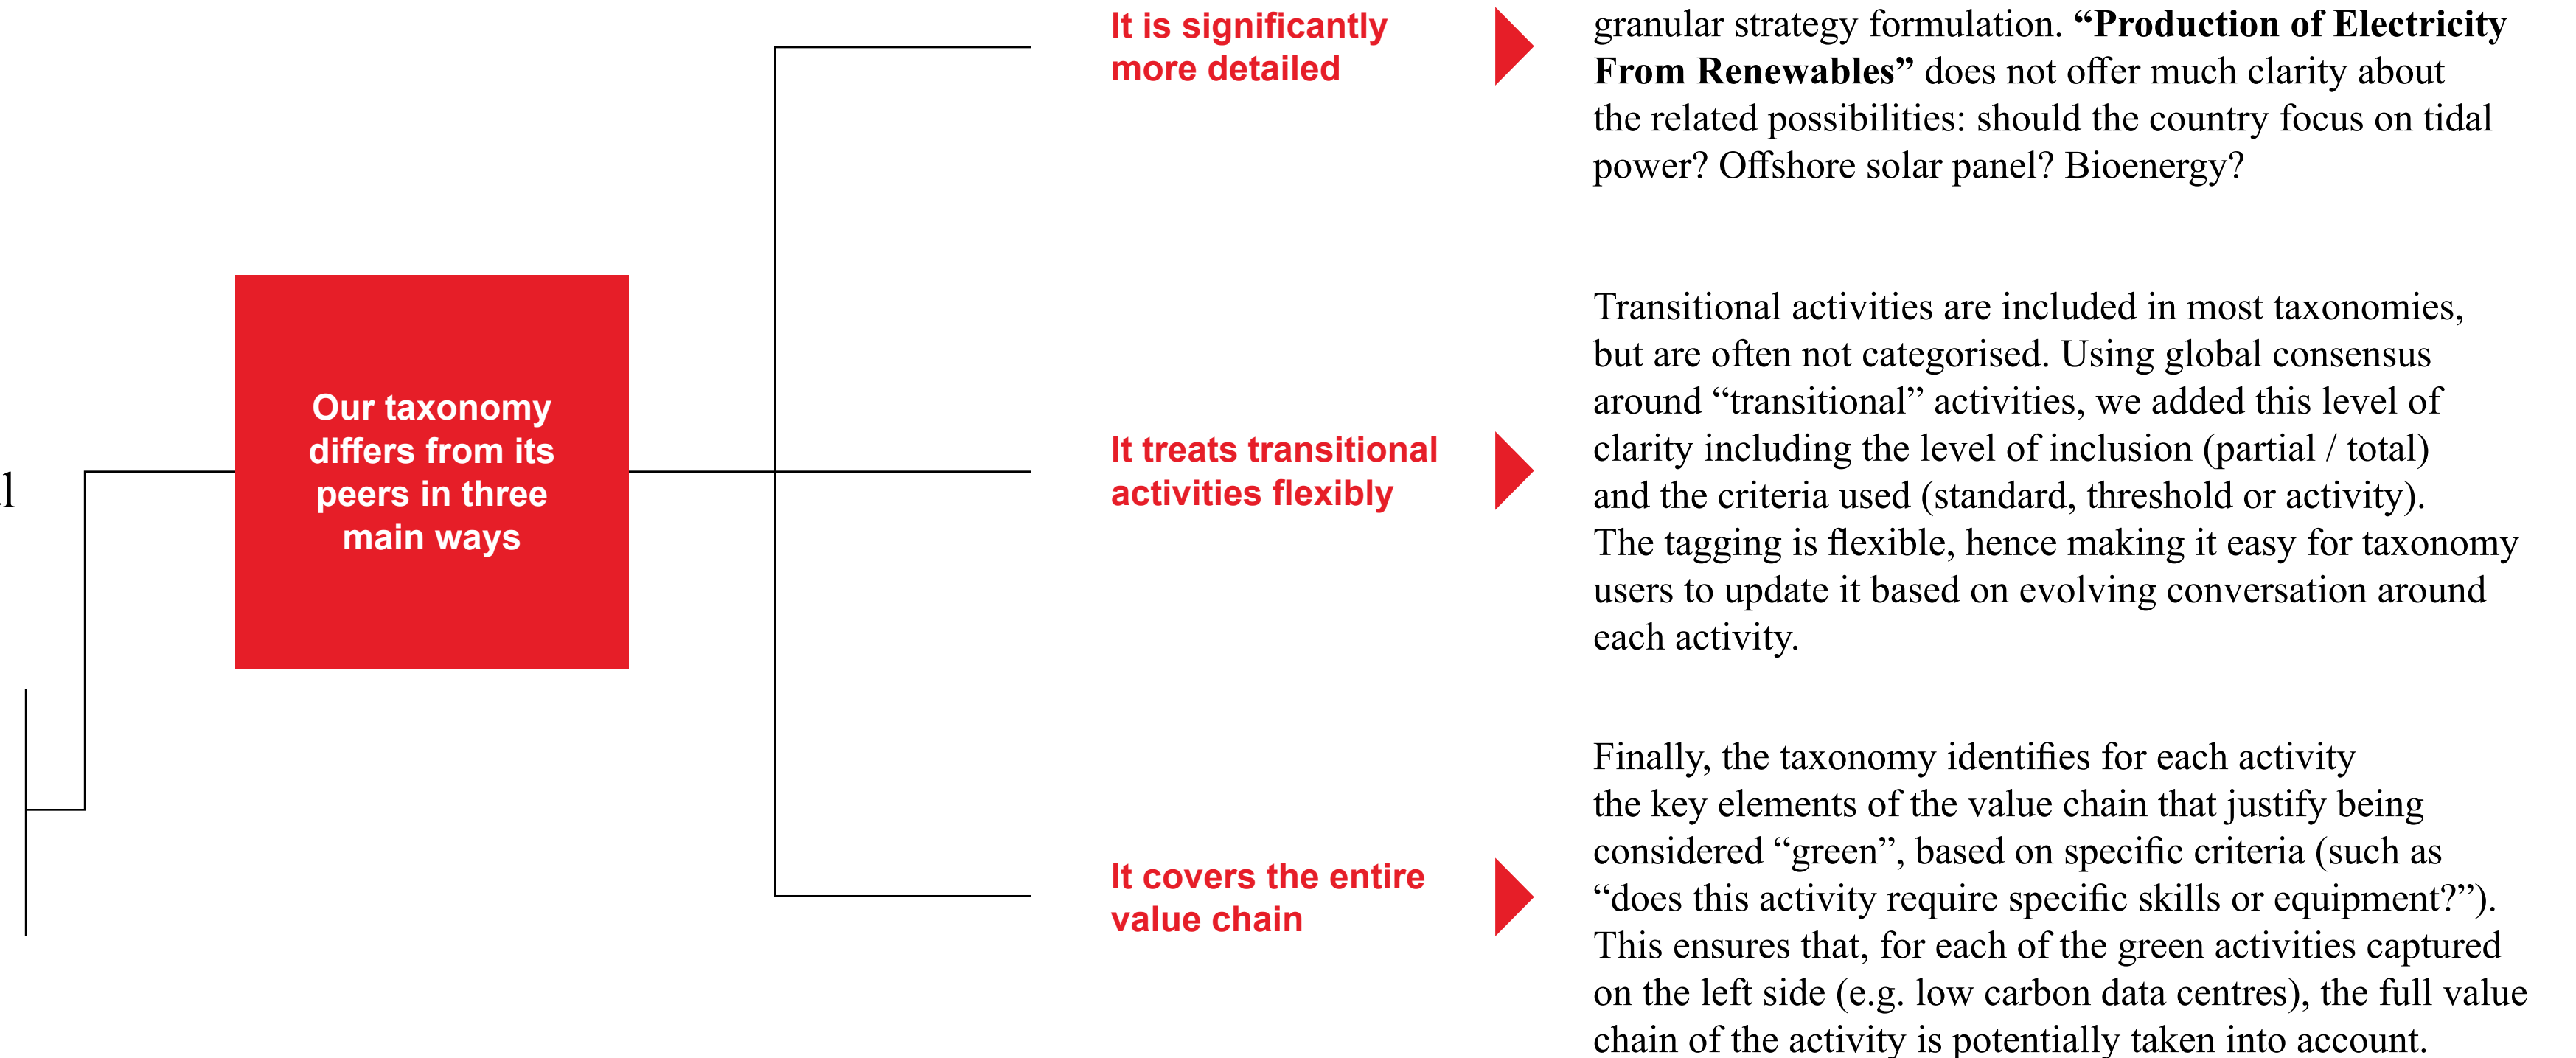 Our taxonomy
differs from its
peers in three
main ways
It is significantly
more detailed
granular strategy formulation. “Production of Electricity
From Renewables” does not offer much clarity about
the related possibilities: should the country focus on tidal
power? Offshore solar panel? Bioenergy?
It treats transitional
activities flexibly
Transitional activities are included in most taxonomies,
but are often not categorised. Using global consensus
around “transitional” activities, we added this level of
clarity including the level of inclusion (partial / total)
and the criteria used (standard, threshold or activity).
The tagging is flexible, hence making it easy for taxonomy
users to update it based on evolving conversation around
each activity.
It covers the entire
value chain
Finally, the taxonomy identifies for each activity
the key elements of the value chain that justify being
considered “green”, based on specific criteria (such as
“does this activity require specific skills or equipment?”).
This ensures that, for each of the green activities captured
on the left side (e.g. low carbon data centres), the full value
chain of the activity is potentially taken into account.